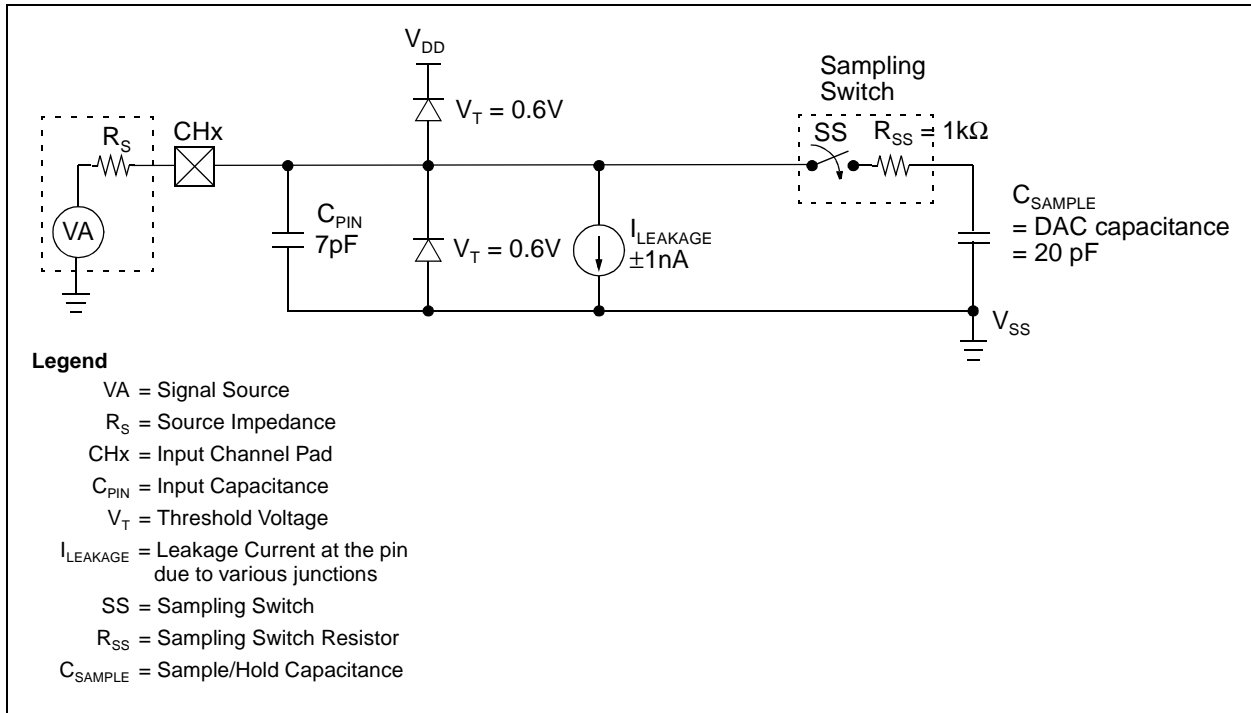 V_DD
Sampling
Switch
V_T = 0.6V
R_S
CHx
SS
R_SS = 1kΩ
VA
C_PIN
7pF
V_T = 0.6V
I_LEAKAGE
±1nA
C_SAMPLE
= DAC capacitance
= 20 pF
V_SS
Legend
VA = Signal Source
R_S = Source Impedance
CHx = Input Channel Pad
C_PIN = Input Capacitance
V_T = Threshold Voltage
I_LEAKAGE = Leakage Current at the pin
due to various junctions
SS = Sampling Switch
R_SS = Sampling Switch Resistor
C_SAMPLE = Sample/Hold Capacitance